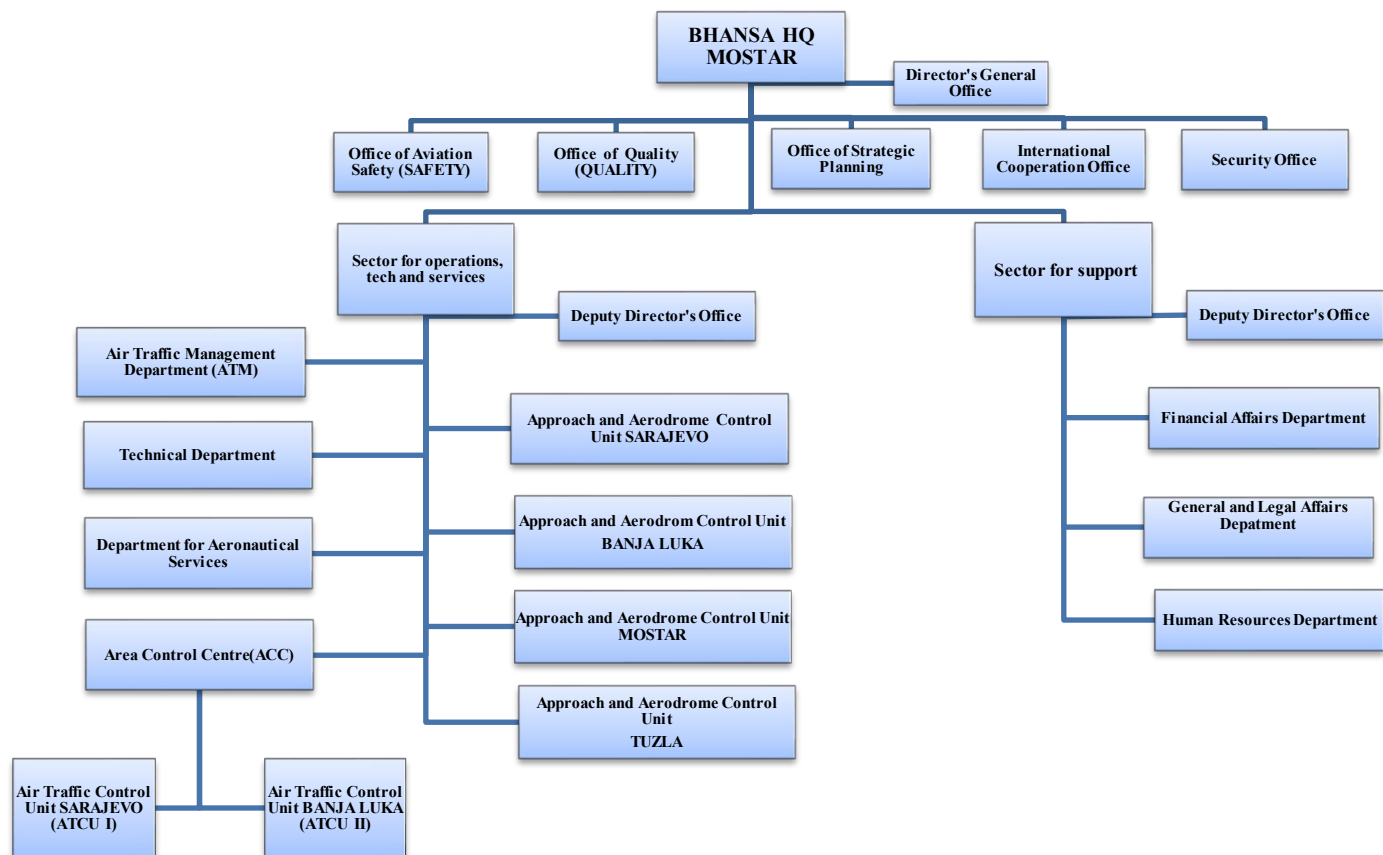 BHANSA HQ
MOSTAR
Director's General
Office
Office of Aviation
Safety (SAFETY)
Office of Quality
(QUALITY)
Office of Strategic
Planning
International
Cooperation Office
Security Office
Sector for operations,
tech and services
Sector for support
Deputy Director's Office
Deputy Director's Office
Air Traffic Management
Department (ATM)
Approach and Aerodrome Control
Unit SARAJEVO
Financial Affairs Department
Technical Department
Approach and Aerodrom Control Unit
BANJA LUKA
General and Legal Affairs
Depatment
Department for Aeronautical
Services
Approach and Aerodrome Control Unit
MOSTAR
Human Resources Department
Area Control Centre(ACC)
Approach and Aerodrome Control
Unit
TUZLA
Air Traffic Control
Unit SARAJEVO
(ATCU I)
Air Traffic Control
Unit BANJA LUKA
(ATCU II)